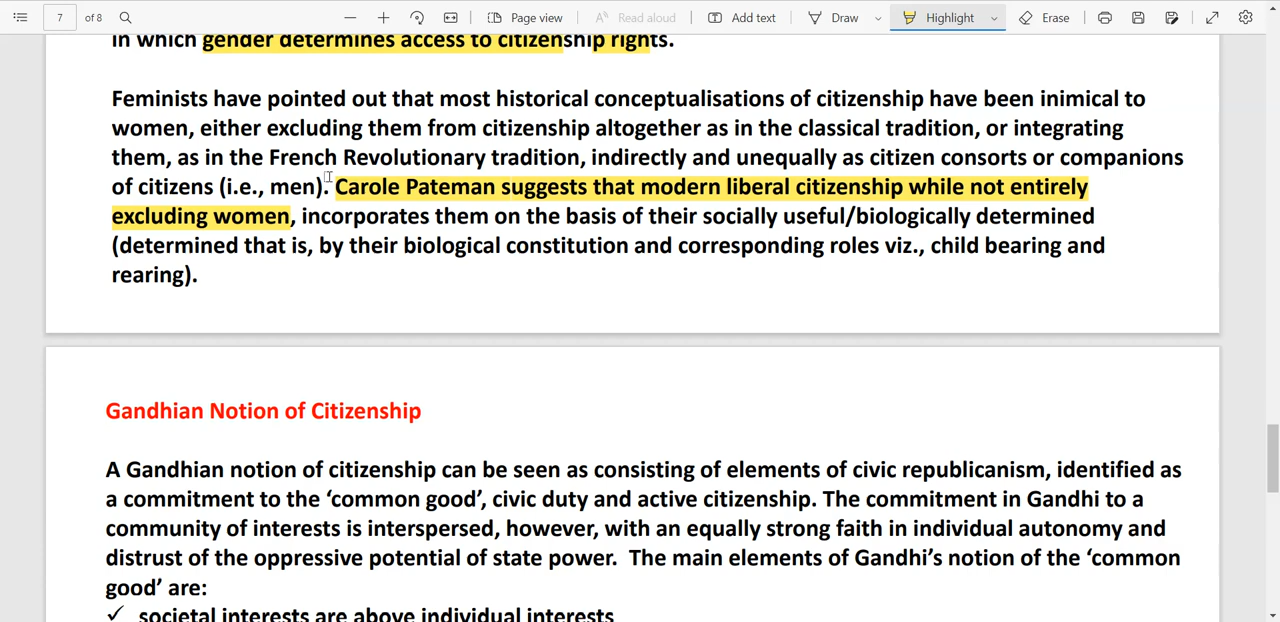 7 of 8 Page view Read aloud Add text Draw Highlight Erase
in which gender determines access to citizenship rights.
Feminists have pointed out that most historical conceptualisations of citizenship have been inimical to
women, either excluding them from citizenship altogether as in the classical tradition, or integrating
them, as in the French Revolutionary tradition, indirectly and unequally as citizen consorts or companions
of citizens (i.e., men). Carole Pateman suggests that modern liberal citizenship while not entirely
excluding women, incorporates them on the basis of their socially useful/biologically determined
(determined that is, by their biological constitution and corresponding roles viz., child bearing and
rearing).
Gandhian Notion of Citizenship
A Gandhian notion of citizenship can be seen as consisting of elements of civic republicanism, identified as
a commitment to the ‘common good’, civic duty and active citizenship. The commitment in Gandhi to a
community of interests is interspersed, however, with an equally strong faith in individual autonomy and
distrust of the oppressive potential of state power. The main elements of Gandhi’s notion of the ‘common
good’ are:
✓ societal interests are above individual interests